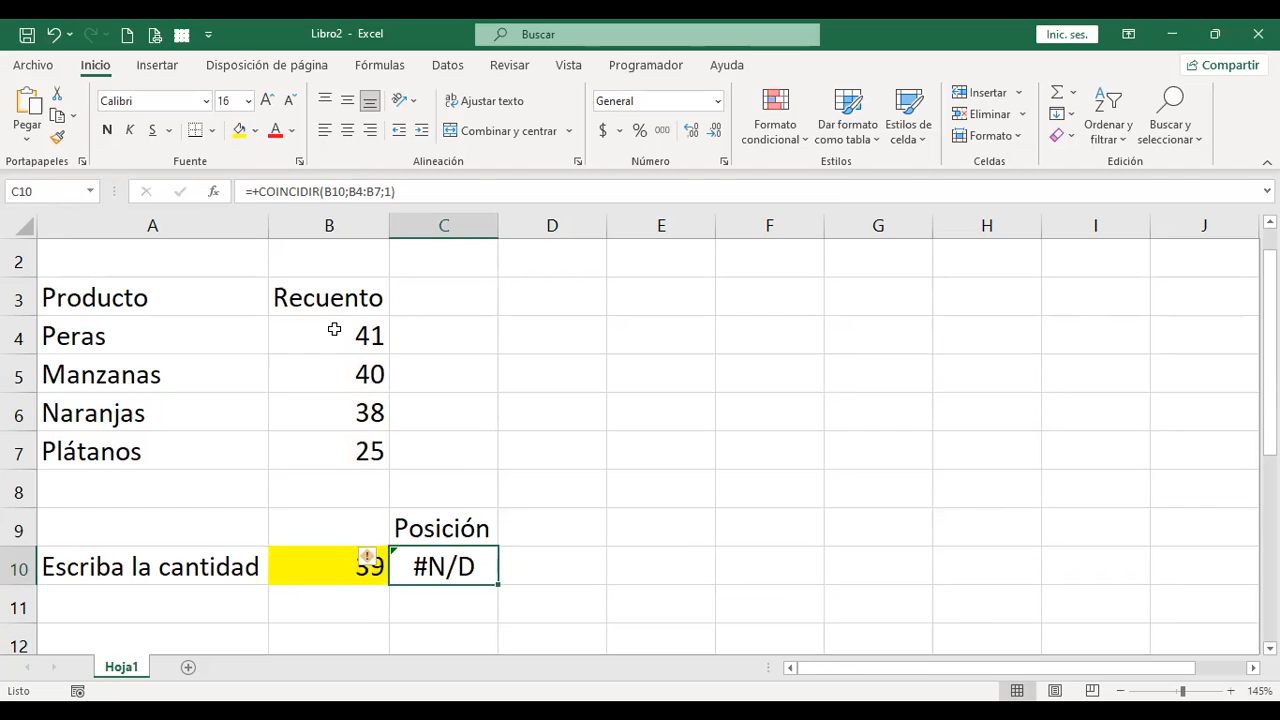 Libro2 - Excel
Buscar
Inic. ses.
Archivo Inicio Insertar Disposición de página Fórmulas Datos Revisar Vista Programador Ayuda
Compartir
Pegar
Calibri 16
N K S
Ajustar texto
Combinar y centrar
General
$ % 000
Formato condicional
Dar formato como tabla
Estilos de celda
Insertar
Eliminar
Formato
Ordenar y filtrar
Buscar y seleccionar
Portapapeles Fuente Alineación Número Estilos Celdas Edición
C10 fx =+COINCIDIR(B10;B4:B7;1)
A B C D E F G H I J
2
3 Producto Recuento
4 Peras 41
5 Manzanas 40
6 Naranjas 38
7 Plátanos 25
8
9 Posición
10 Escriba la cantidad 39 #N/D
11
12
Hoja1
Listo
145%